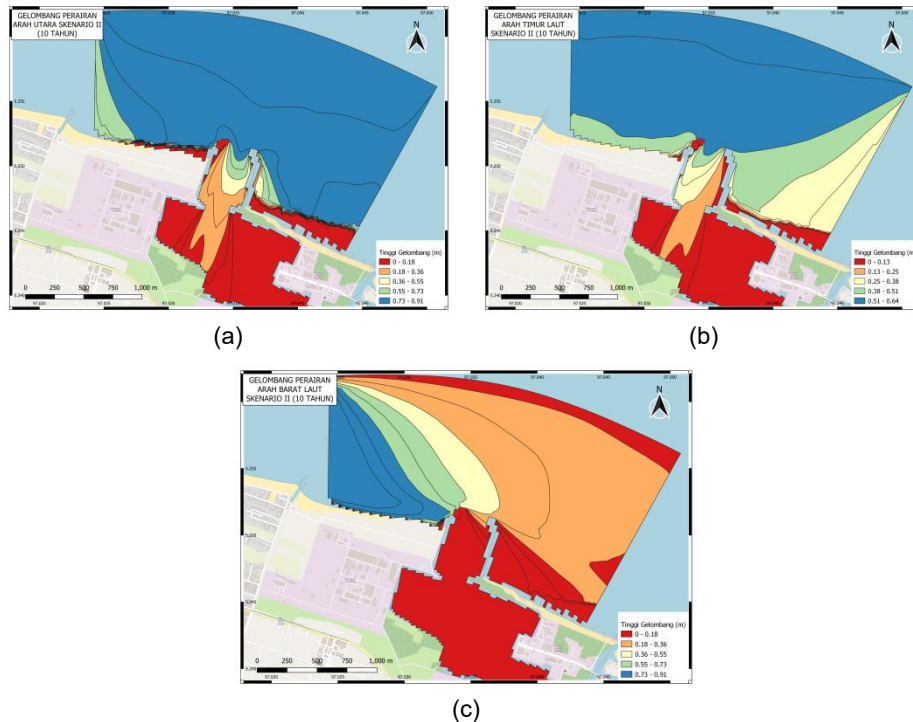 GELOMBANG PERAIRAN
ARAH UTARA SKENARIO II
(10 TAHUN)
N
Tinggi Gelombang (m)
0 - 0.18
0.18 - 0.36
0.36 - 0.55
0.55 - 0.73
0.73 - 0.91
0 250 500 750 1,000 m
(a)
GELOMBANG PERAIRAN
ARAH TIMUR LAUT
SKENARIO II (10 TAHUN)
N
Tinggi Gelombang (m)
0 - 0.13
0.13 - 0.25
0.25 - 0.38
0.38 - 0.51
0.51 - 0.64
0 250 500 750 1,000 m
(b)
GELOMBANG PERAIRAN
ARAH BARAT LAUT
SKENARIO II (10 TAHUN)
N
Tinggi Gelombang (m)
0 - 0.18
0.18 - 0.36
0.36 - 0.55
0.55 - 0.73
0.73 - 0.91
0 250 500 750 1,000 m
(c)